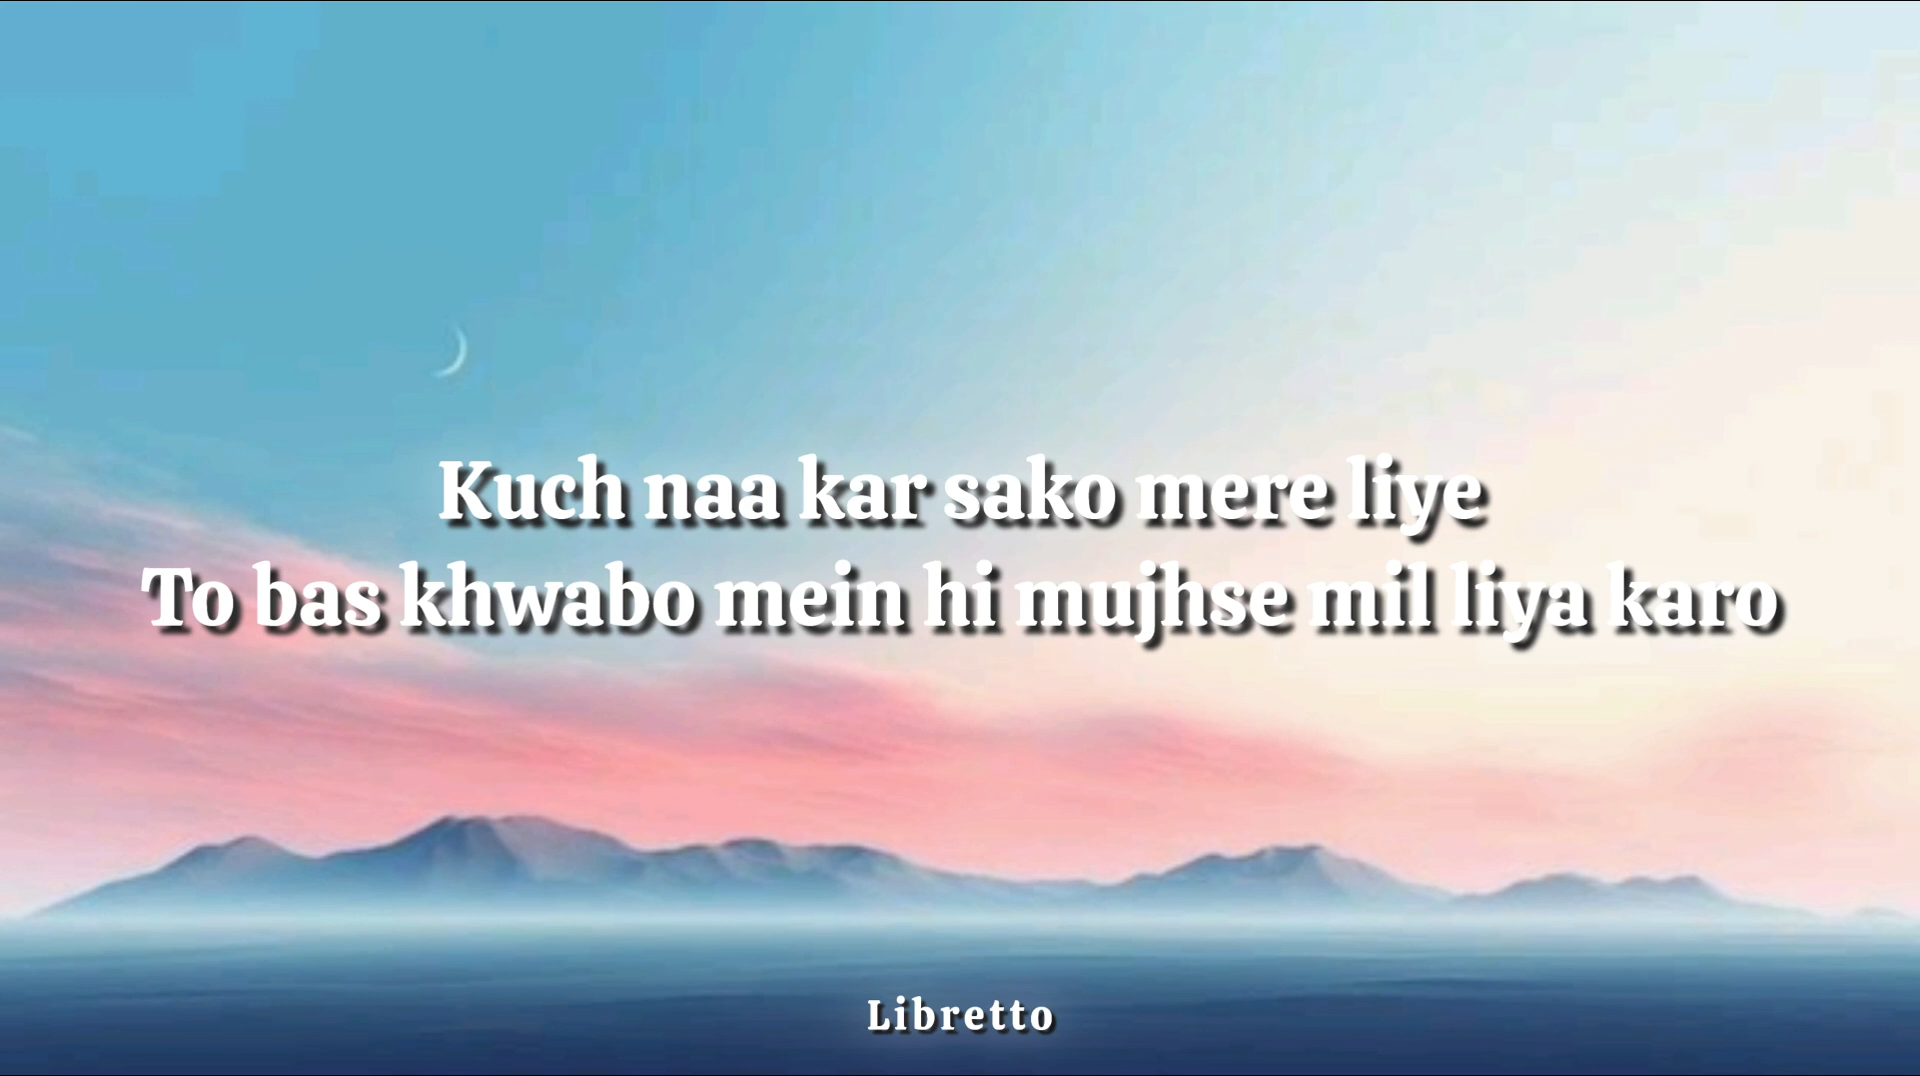 Kuch naa kar sako mere liye
To bas khwabo mein hi mujhse mil liya karo
Libretto